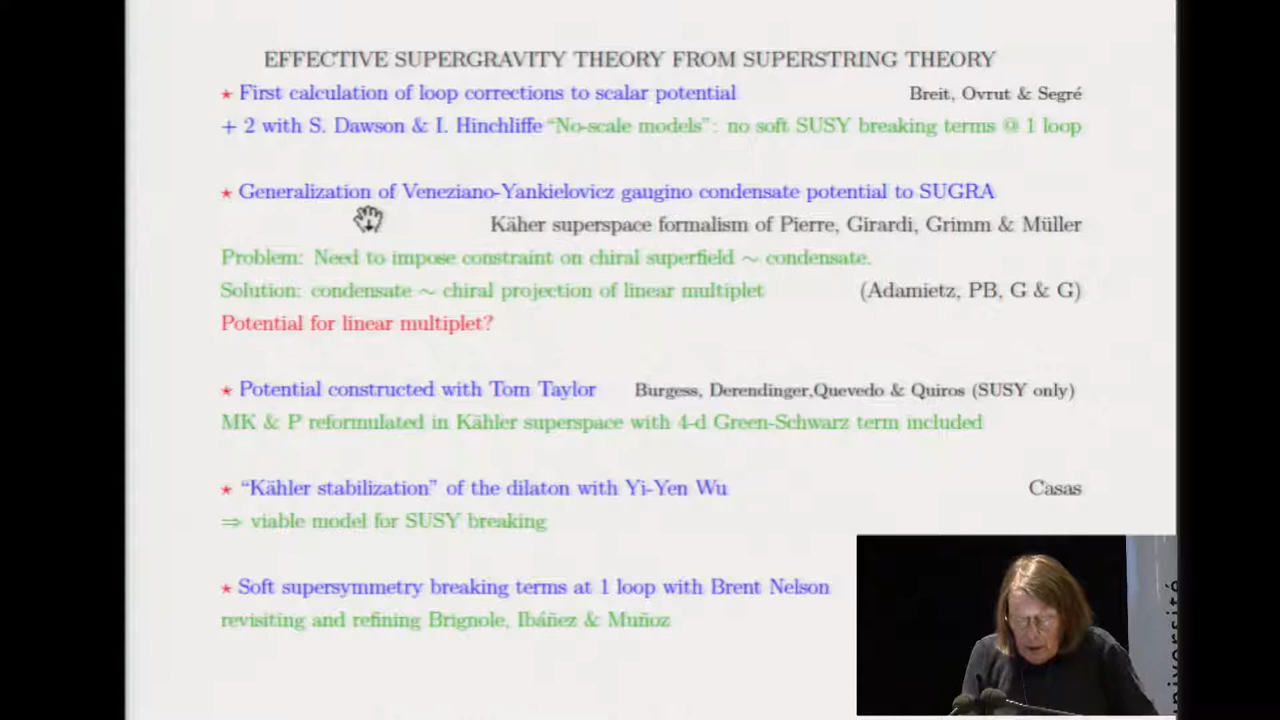 EFFECTIVE SUPERGRAVITY THEORY FROM SUPERSTRING THEORY
⋆ First calculation of loop corrections to scalar potential Breit, Ovrut & Segré
+ 2 with S. Dawson & I. Hinchliffe "No-scale models": no soft SUSY breaking terms @ 1 loop
⋆ Generalization of Veneziano-Yankielovicz gaugino condensate potential to SUGRA
Käher superspace formalism of Pierre, Girardi, Grimm & Müller
Problem: Need to impose constraint on chiral superfield ~ condensate.
Solution: condensate ~ chiral projection of linear multiplet (Adamietz, PB, G & G)
Potential for linear multiplet?
⋆ Potential constructed with Tom Taylor Burgess, Derendinger,Quevedo & Quiros (SUSY only)
MK & P reformulated in Kähler superspace with 4-d Green-Schwarz term included
⋆ "Kähler stabilization" of the dilaton with Yi-Yen Wu Casas
⇒ viable model for SUSY breaking
⋆ Soft supersymmetry breaking terms at 1 loop with Brent Nelson
revisiting and refining Brignole, Ibáñez & Muñoz
université